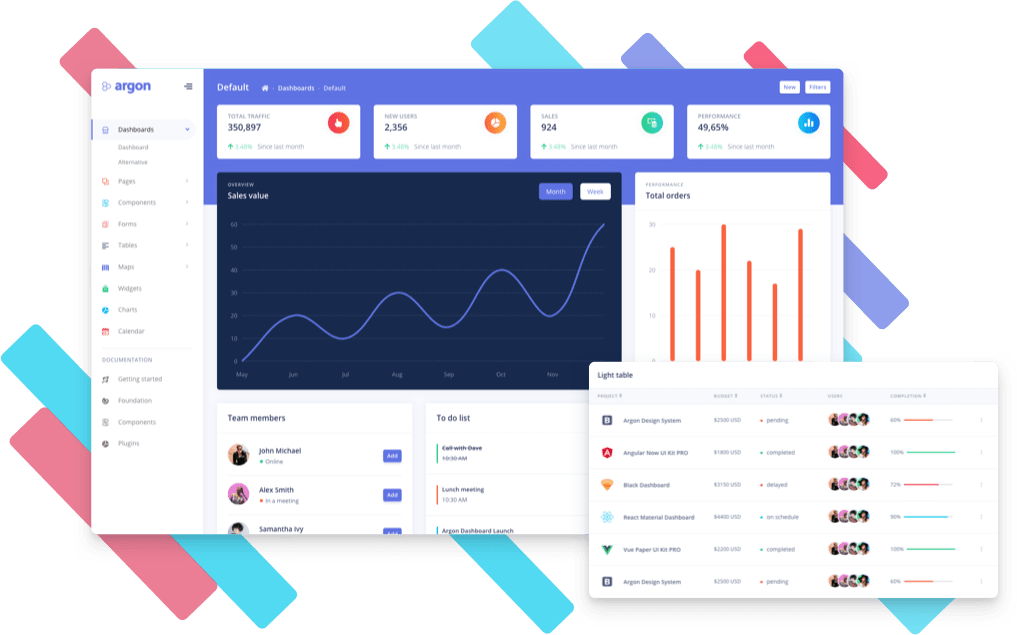 argon
Default
Dashboards - Default
New
Filters
Dashboards
Dashboard
Alternative
Pages
Components
Forms
Tables
Maps
Widgets
Charts
Calendar
DOCUMENTATION
Getting started
Foundation
Components
Plugins
TOTAL TRAFFIC
350,897
3.48% Since last month
NEW USERS
2,356
3.48% Since last month
SALES
924
3.48% Since last month
PERFORMANCE
49,65%
3.48% Since last month
OVERVIEW
Sales value
Month
Week
60
50
40
30
20
10
0
May Jun Jul Aug Sep Oct Nov
PERFORMANCE
Total orders
30
20
10
0
Team members
John Michael
Online
Add
Alex Smith
In a meeting
Add
Samantha Ivy
Add
To do list
Call with Dave
10:30 AM
Lunch meeting
10:30 AM
Argon Dashboard Launch
Light table
PROJECT BUDGET STATUS USERS COMPLETION
Argon Design System $2500 USD pending 60%
Angular Now UI Kit PRO $1800 USD completed 100%
Black Dashboard $3150 USD delayed 72%
React Material Dashboard $4400 USD on schedule 90%
Vue Paper UI Kit PRO $2200 USD completed 100%
Argon Design System $2500 USD pending 60%